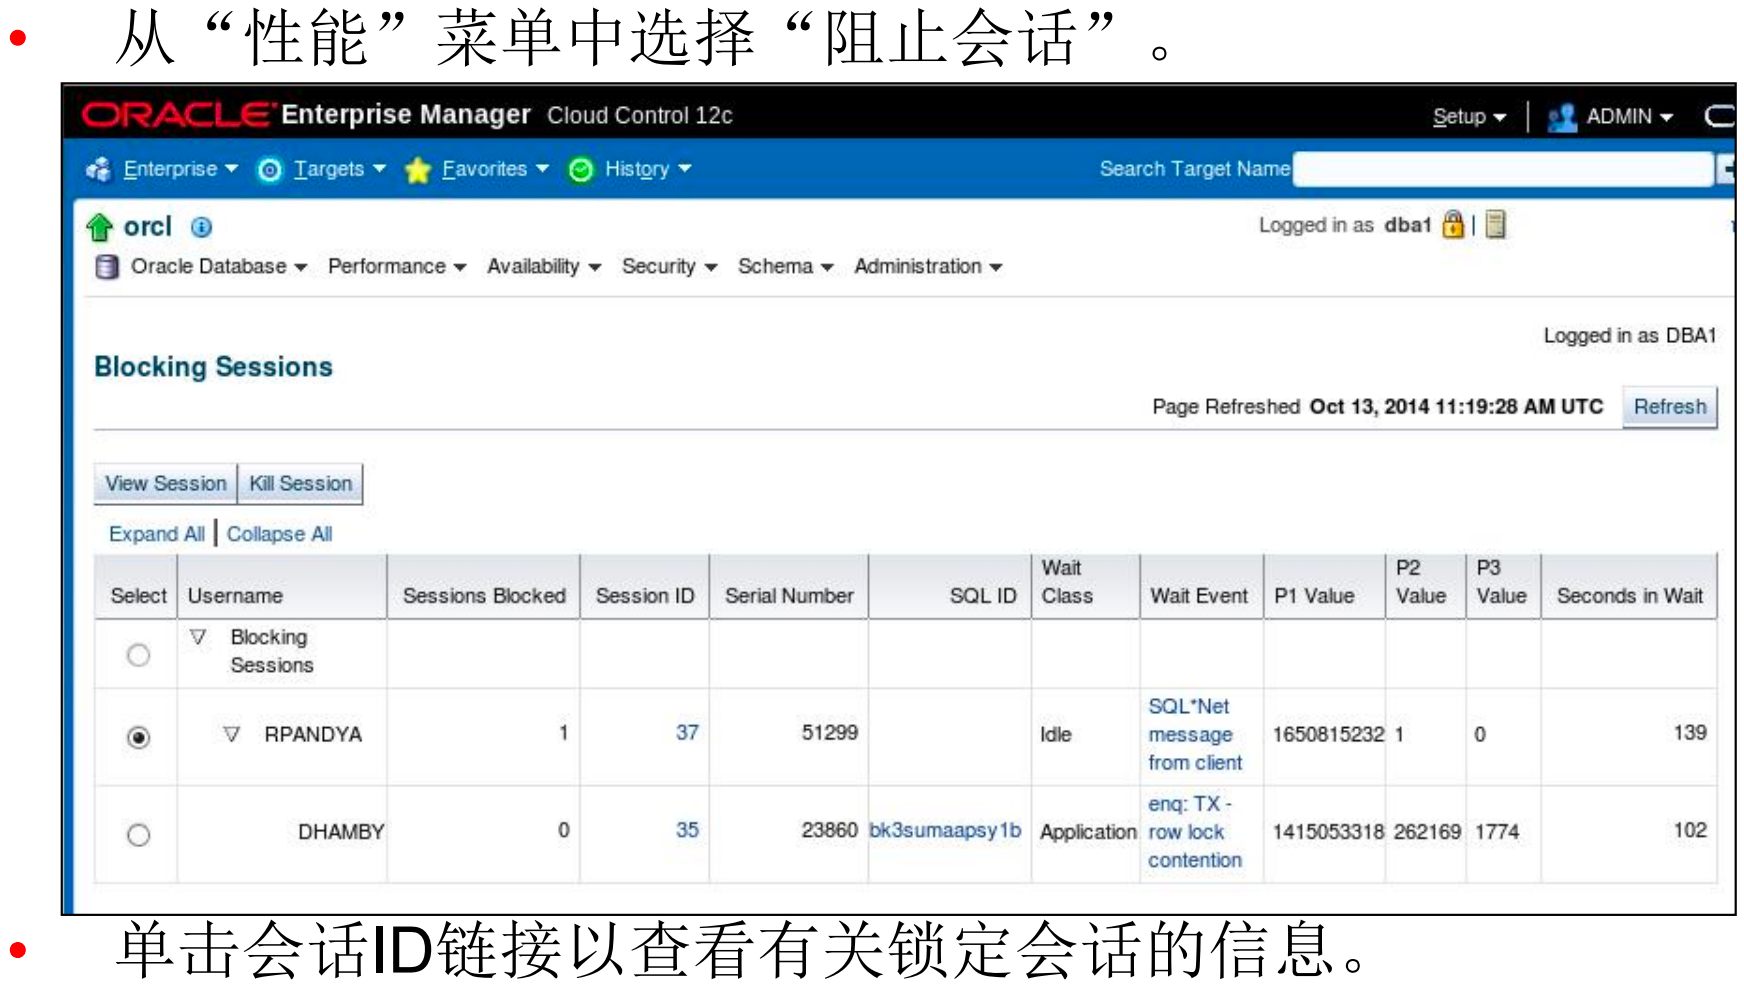 • 从“性能”菜单中选择“阻止会话”。
ORACLE Enterprise Manager Cloud Control 12c Setup ADMIN
Enterprise Targets Favorites History Search Target Name
orcl Logged in as dba1
Oracle Database Performance Availability Security Schema Administration
Logged in as DBA1
Blocking Sessions
Page Refreshed Oct 13, 2014 11:19:28 AM UTC Refresh
View Session Kill Session
Expand All | Collapse All
Select Username Sessions Blocked Session ID Serial Number SQL ID Wait Class Wait Event P1 Value P2 Value P3 Value Seconds in Wait
Blocking
Sessions
RPANDYA 1 37 51299 Idle SQL*Net message from client 1650815232 1 0 139
DHAMBY 0 35 23860 bk3sumaapsy1b Application enq: TX - row lock contention 1415053318 262169 1774 102
• 单击会话ID链接以查看有关锁定会话的信息。